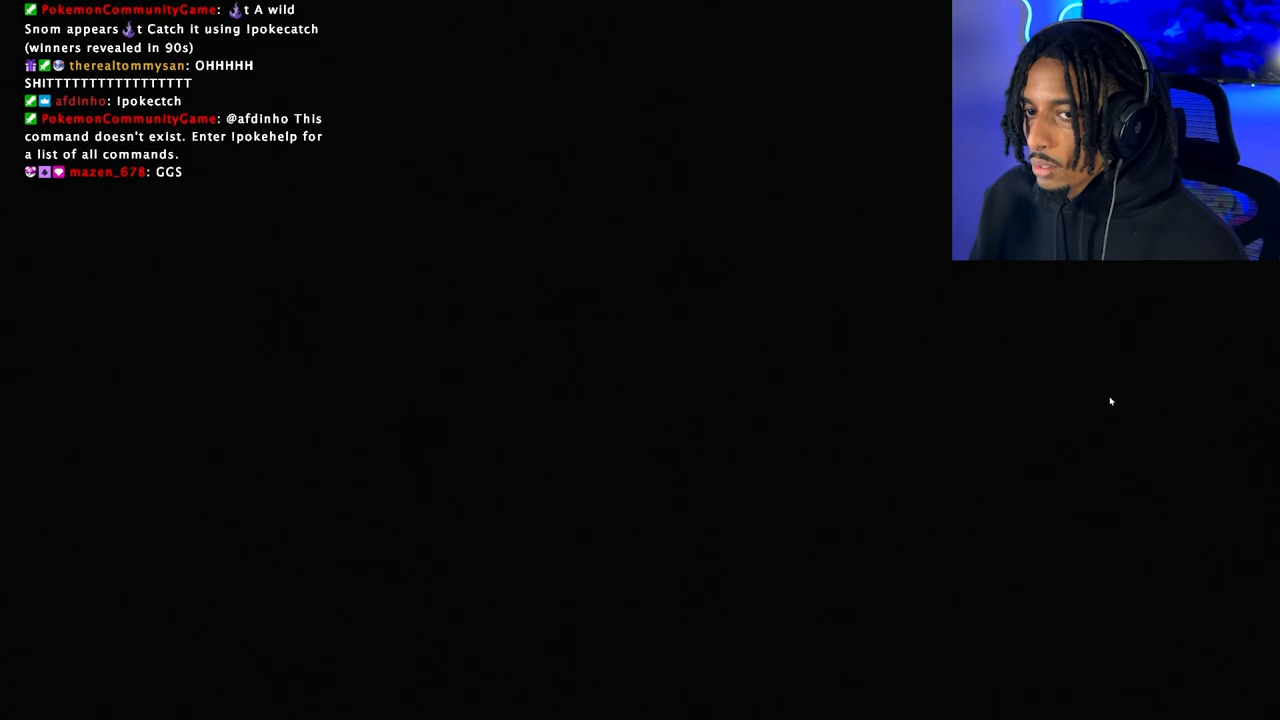 PokemonCommunityGame: t A wild
Snom appears t Catch it using !pokecatch
(winners revealed in 90s)
therealtommysan: OHHHHH
SHITTTTTTTTTTTTTTTTT
afdinho: !pokectch
PokemonCommunityGame: @afdinho This
command doesn't exist. Enter !pokehelp for
a list of all commands.
mazen_678: GGS